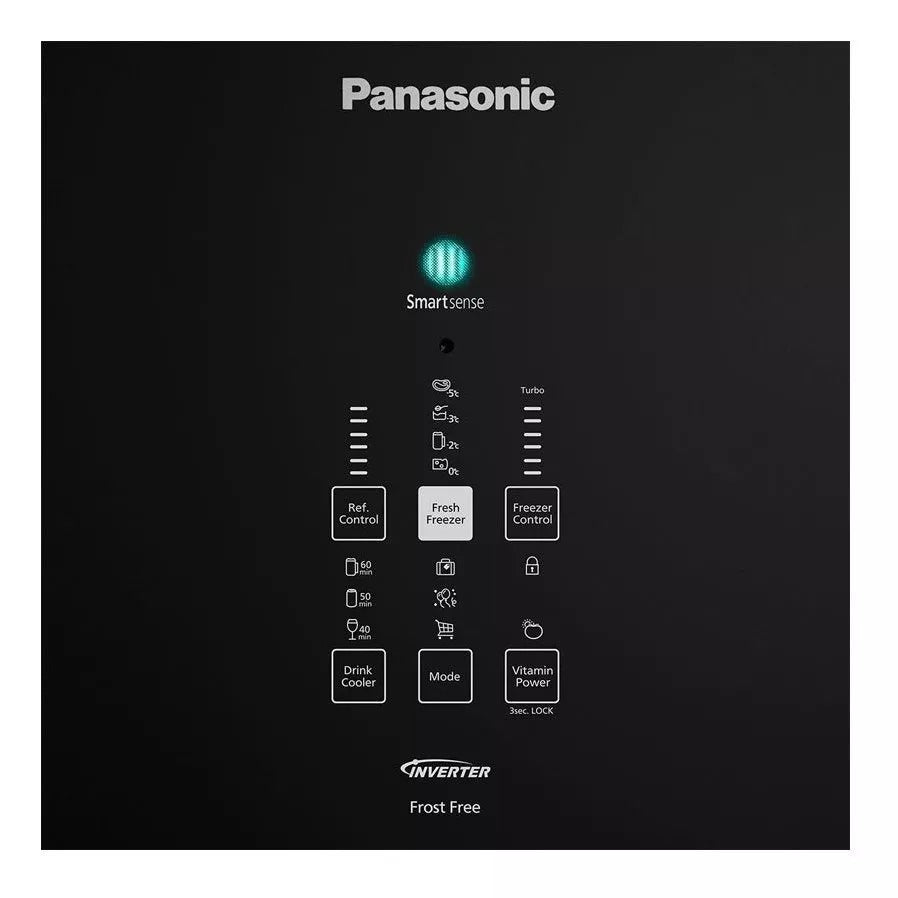 Panasonic
Smartsense
-5℃
Turbo
-3℃
-2℃
0℃
Ref.
Control
Fresh
Freezer
Freezer
Control
60
min
50
min
40
min
Drink
Cooler
Mode
Vitamin
Power
3sec. LOCK
INVERTER
Frost Free